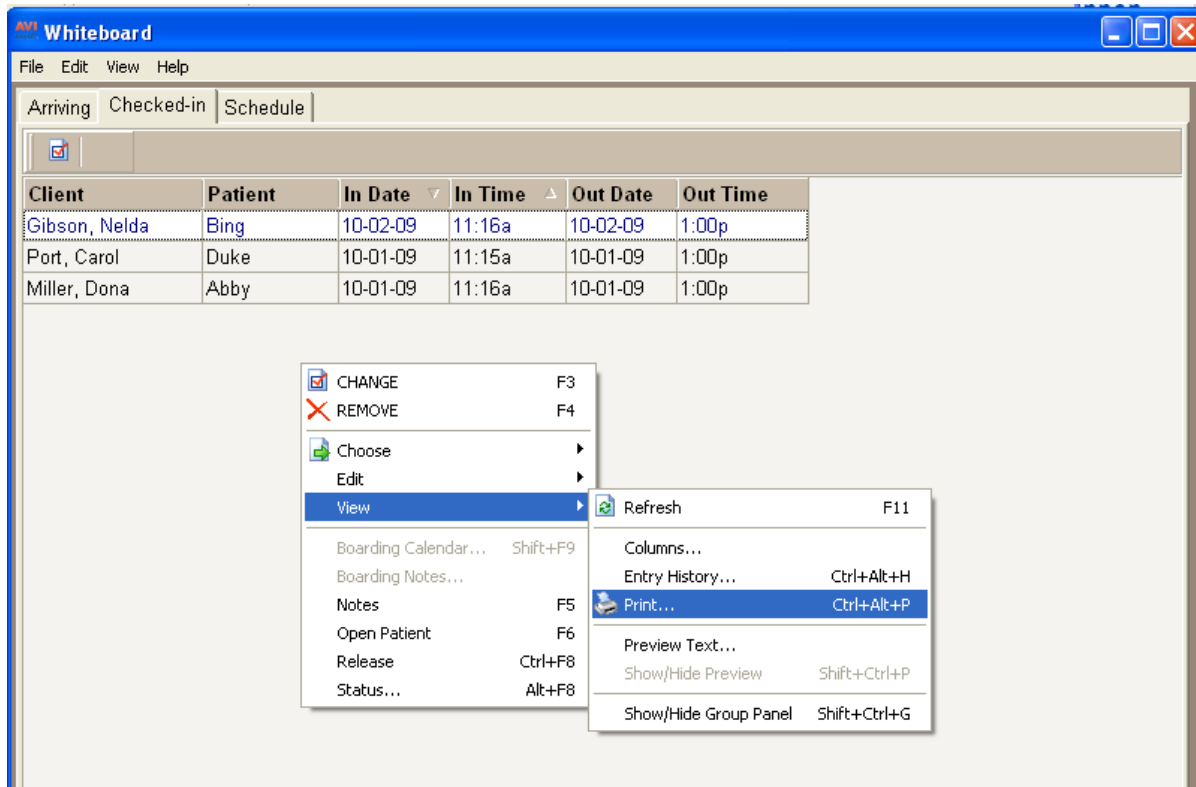 AVI Whiteboard
File Edit View Help
Arriving Checked-in Schedule
Client Patient In Date In Time Out Date Out Time
Gibson, Nelda Bing 10-02-09 11:16a 10-02-09 1:00p
Port, Carol Duke 10-01-09 11:15a 10-01-09 1:00p
Miller, Dona Abby 10-01-09 11:16a 10-01-09 1:00p
CHANGE F3
REMOVE F4
Choose
Edit
View
Boarding Calendar... Shift+F9
Boarding Notes...
Notes F5
Open Patient F6
Release Ctrl+F8
Status... Alt+F8
Refresh F11
Columns...
Entry History... Ctrl+Alt+H
Print... Ctrl+Alt+P
Preview Text...
Show/Hide Preview Shift+Ctrl+P
Show/Hide Group Panel Shift+Ctrl+G